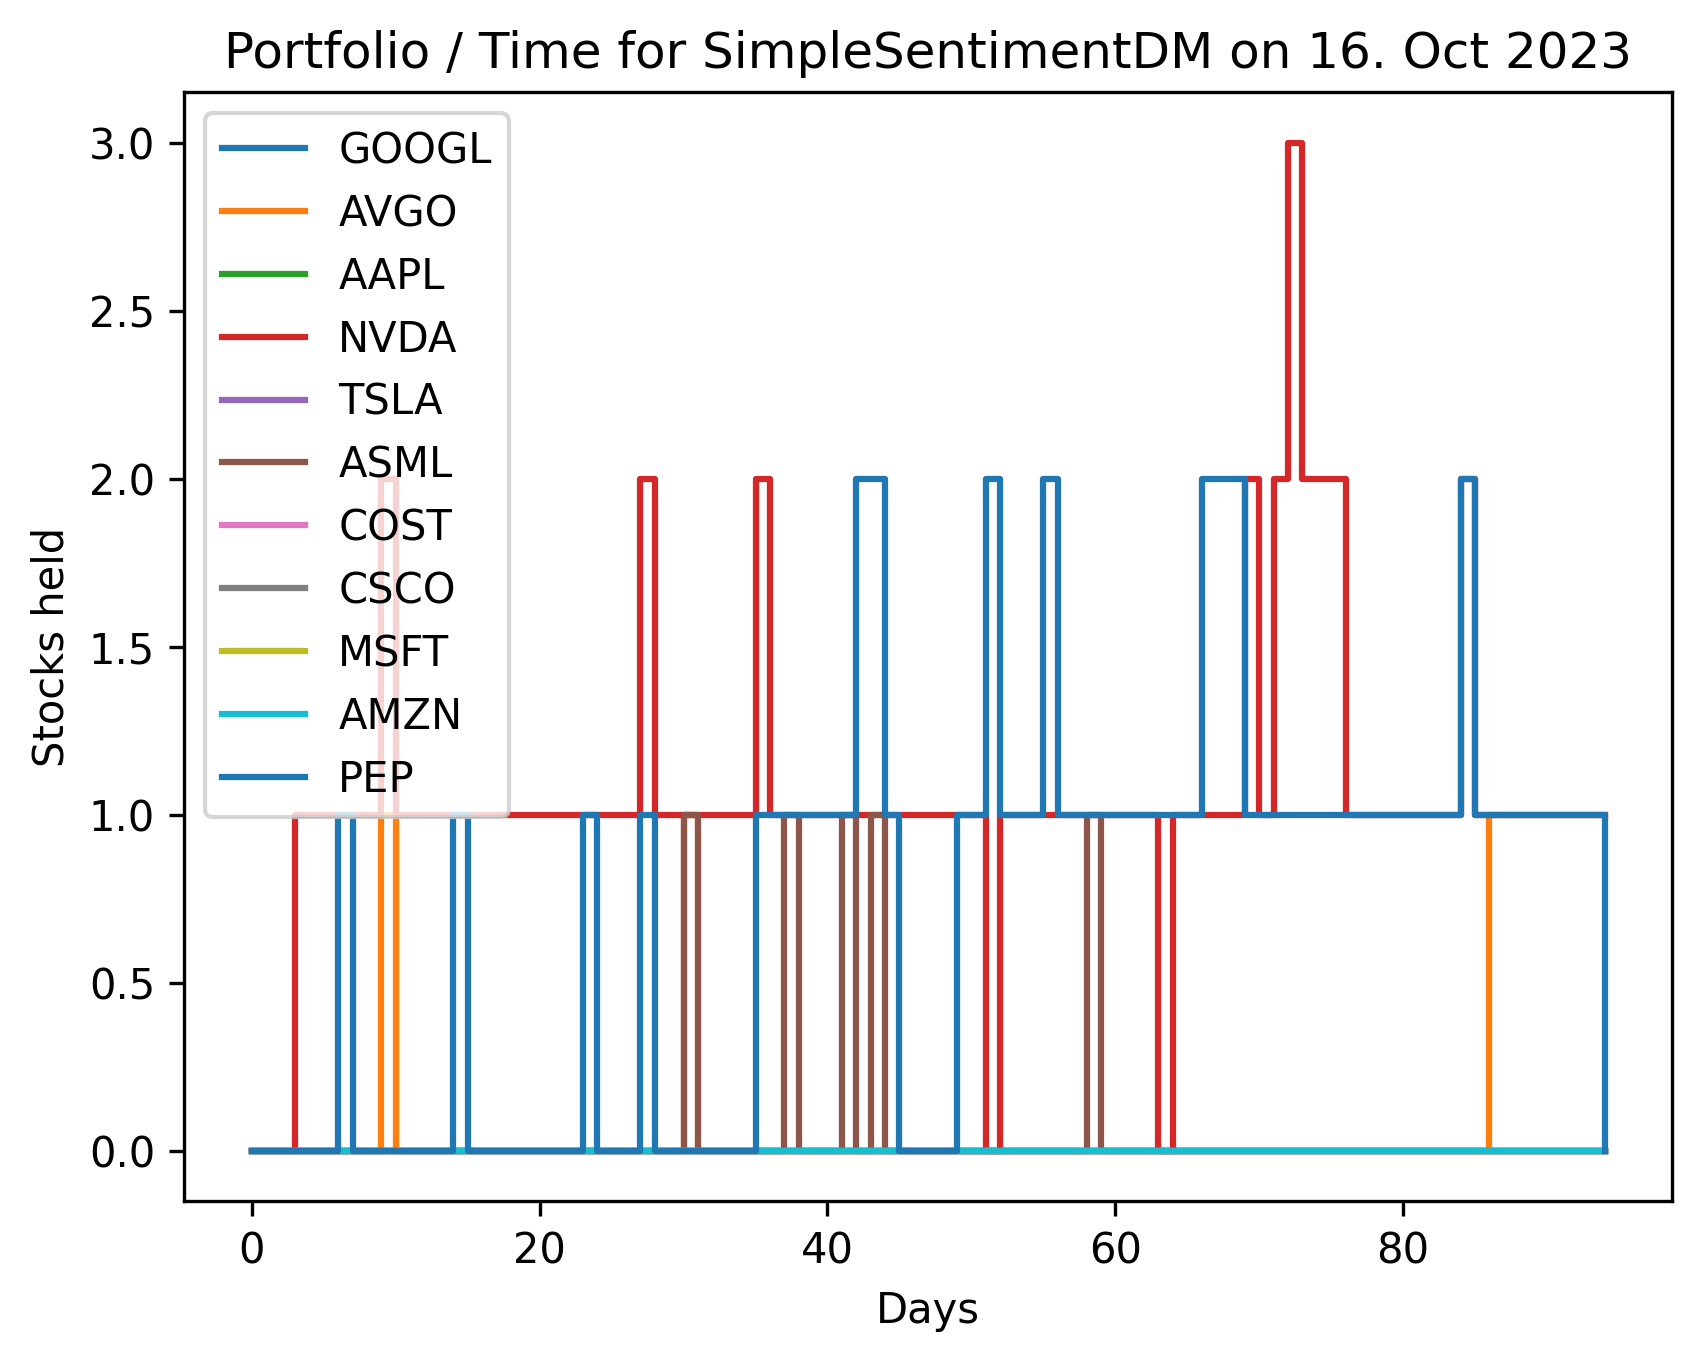 Portfolio / Time for SimpleSentimentDM on 16. Oct 2023
GOOGL
AVGO
AAPL
NVDA
TSLA
ASML
COST
CSCO
MSFT
AMZN
PEP
3.0
2.5
2.0
1.5
1.0
0.5
0.0
Stocks held
0 20 40 60 80
Days